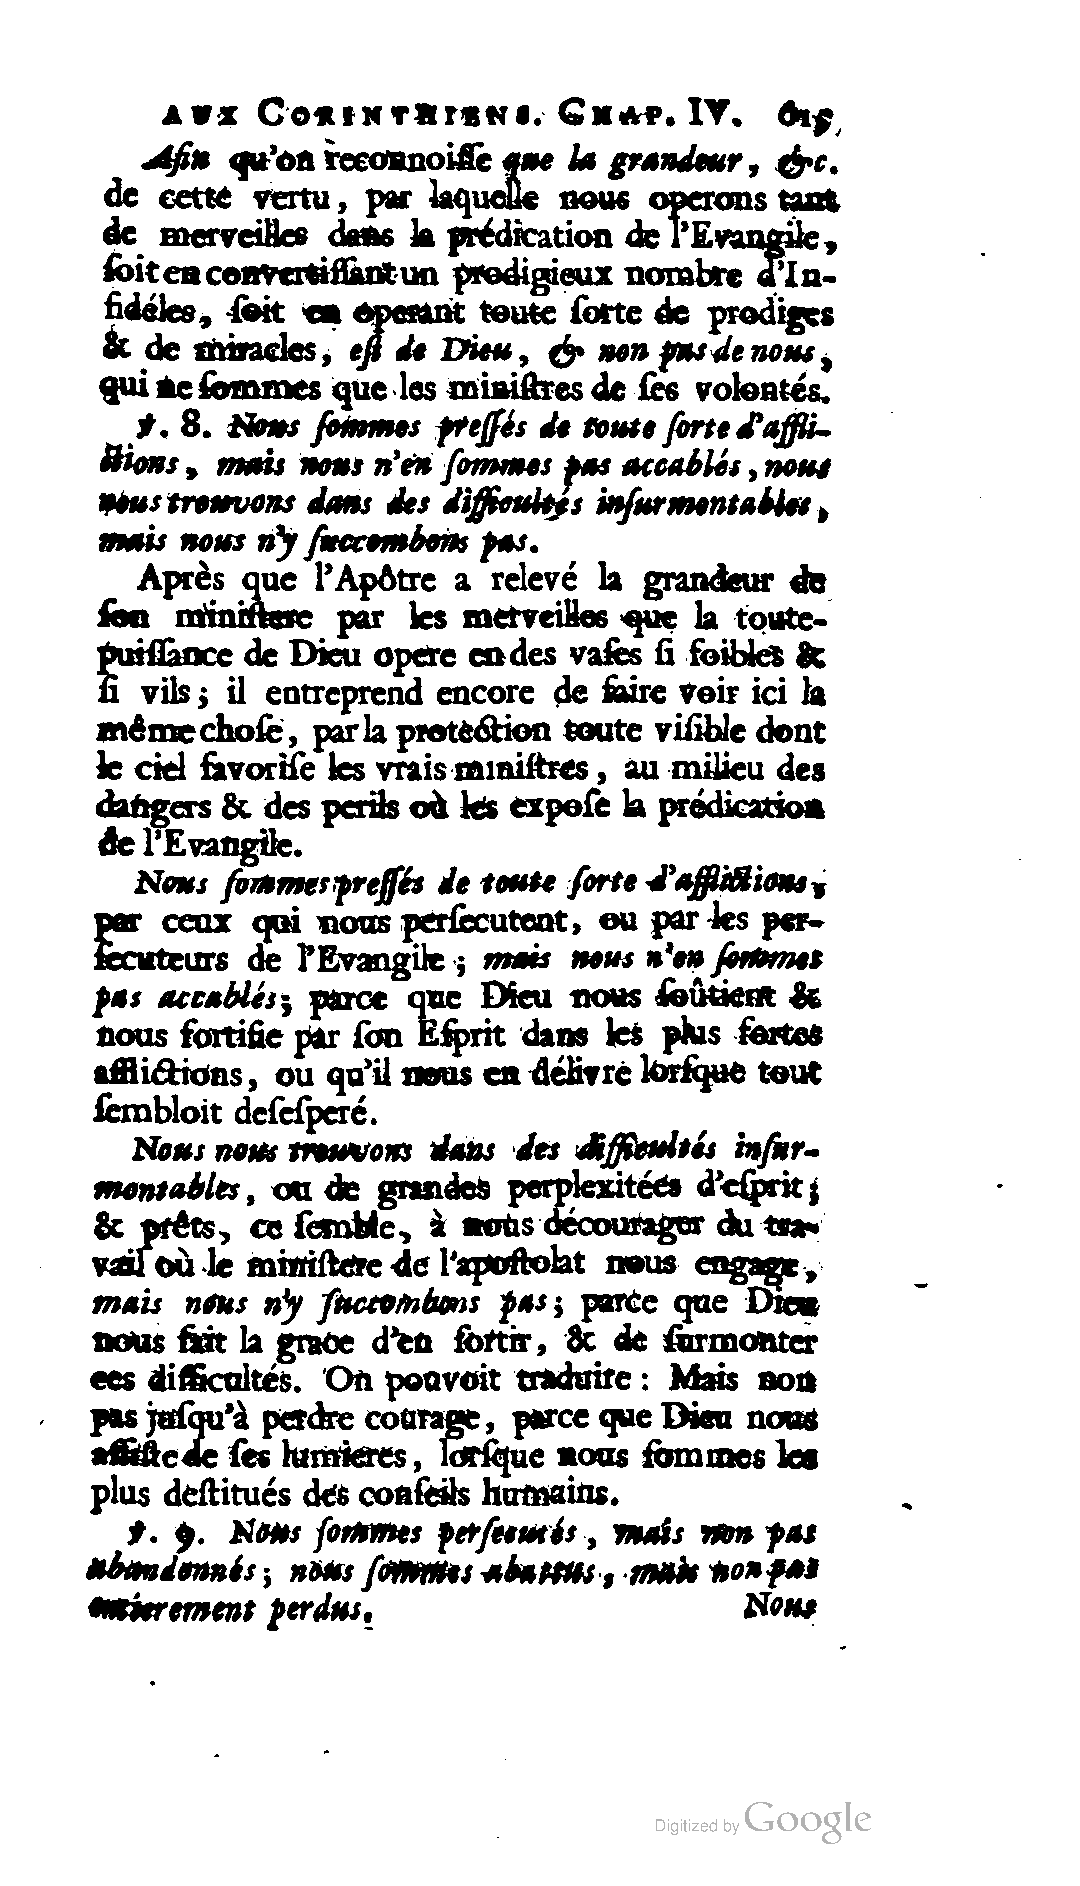 AUX CORINTHIENS. CHAP. IV. 615
Afin qu'on reconnoiſſe que la grandeur, &c.
de cette vertu, par laquelle nous operons tant
de merveilles dans la prédication de l'Evangile,
ſoit en convertiſſant un prodigieux nombre d'In-
fidéles, ſoit en operant toute ſorte de prodiges
& de miracles, eſt de Dieu, & non pas de nous,
qui ne ſommes que les miniſtres de ſes volontés.
℣. 8. Nous ſommes preſſés de toute ſorte d'affli-
ctions, mais nous n'en ſommes pas accablés, nous
nous trouvons dans des difficultés inſurmontables,
mais nous n'y ſuccombons pas.
Après que l'Apôtre a relevé la grandeur de
ſon miniſtere par les merveilles que la toute-
puiſſance de Dieu opere en des vaſes ſi foibles &
ſi vils; il entreprend encore de faire voir ici la
même choſe, par la protection toute viſible dont
le ciel favoriſe les vrais miniſtres, au milieu des
dangers & des perils où les expoſe la prédication
de l'Evangile.
Nous ſommes preſſés de toute ſorte d'afflictions,
par ceux qui nous perſecutent, ou par les per-
ſecuteurs de l'Evangile; mais nous n'en ſommes
pas accablés; parce que Dieu nous ſoûtient &
nous fortifie par ſon Eſprit dans les plus fortes
afflictions, ou qu'il nous en délivre lorſque tout
ſembloit deſeſperé.
Nous nous trouvons dans des difficultés inſur-
montables, ou de grandes perplexitées d'eſprit;
& prêts, ce ſemble, à nous décourager du tra-
vail où le miniſtere de l'apoſtolat nous engage,
mais nous n'y ſuccombons pas; parce que Dieu
nous fait la grace d'en ſortir, & de ſurmonter
ces difficultés. On pouvoit traduire: Mais non
pas juſqu'à perdre courage, parce que Dieu nous
aſſiſte de ſes lumieres, lorſque nous ſommes les
plus deſtitués des conſeils humains.
℣. 9. Nous ſommes perſecutés, mais non pas
abandonnés; nous ſommes abattus, mais non pas
entierement perdus.
Nous
Digitized by Google